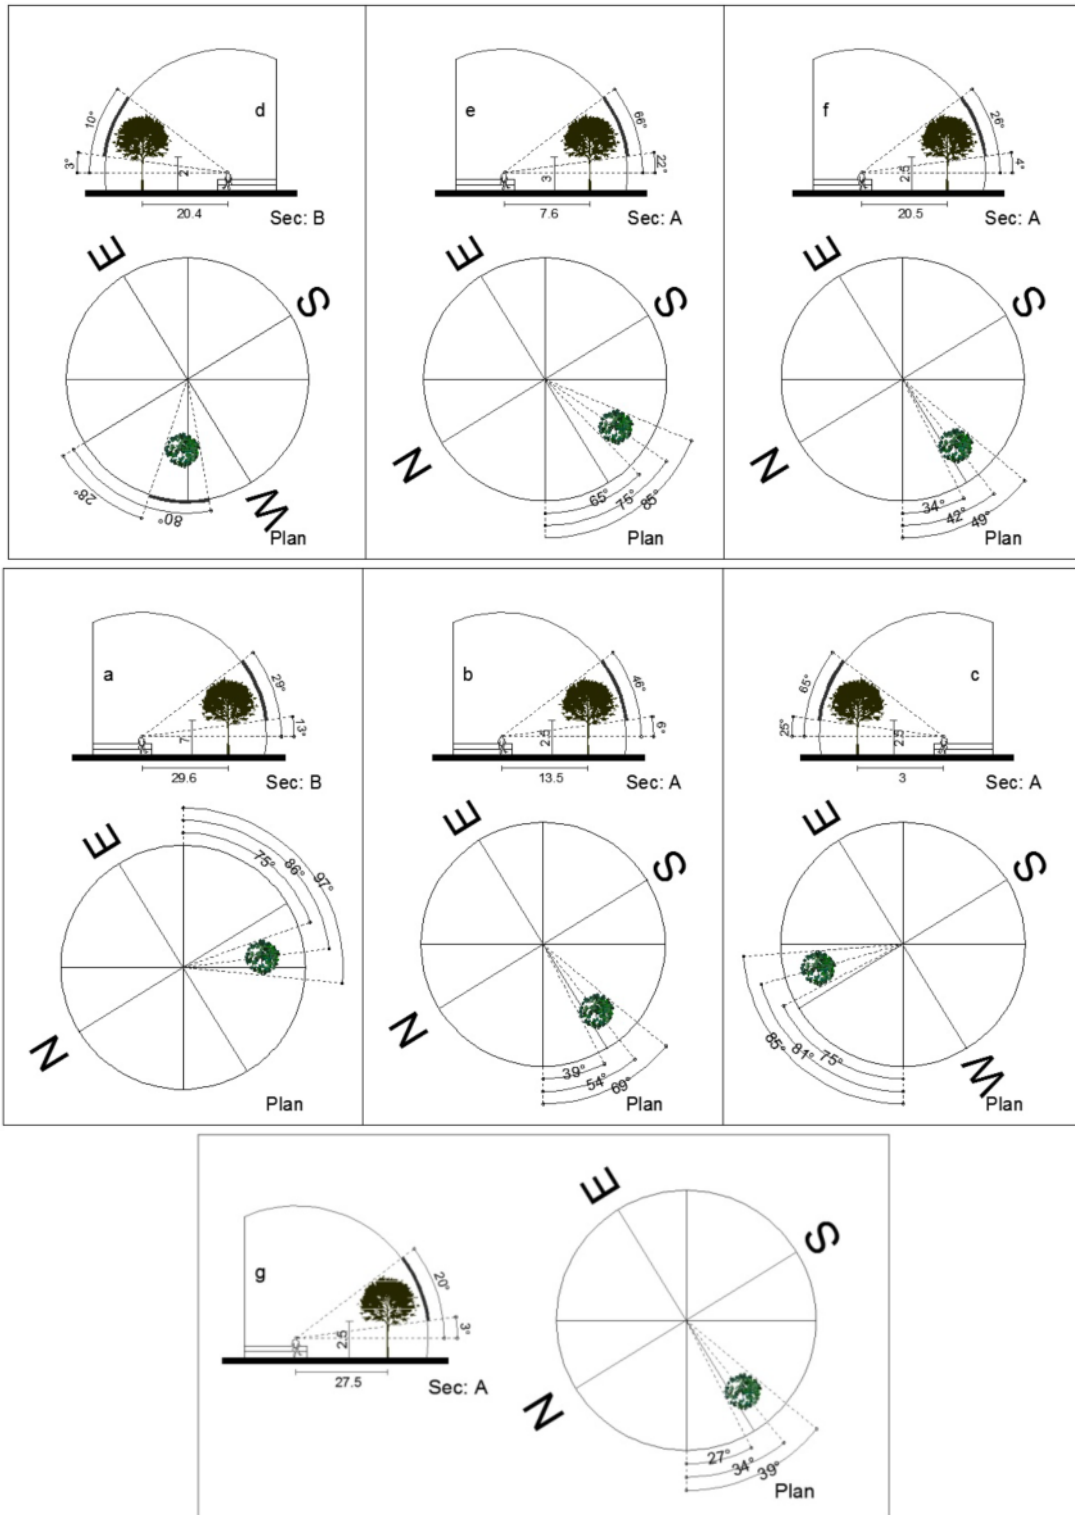 d
10°
3°
2
20.4
Sec: B
E
S
W
28°
80°
Plan
e
66°
22°
3
7.6
Sec: A
E
S
N
65°
75°
85°
Plan
f
26°
4°
2.5
20.5
Sec: A
E
S
N
34°
42°
49°
Plan
a
29°
13°
7
29.6
Sec: B
E
N
75°
86°
97°
Plan
b
46°
6°
2.5
13.5
Sec: A
E
S
N
39°
54°
69°
Plan
c
65°
25°
2.5
3
Sec: A
E
S
W
85°
81°
75°
Plan
g
20°
3°
2.5
27.5
Sec: A
E
S
N
27°
34°
39°
Plan